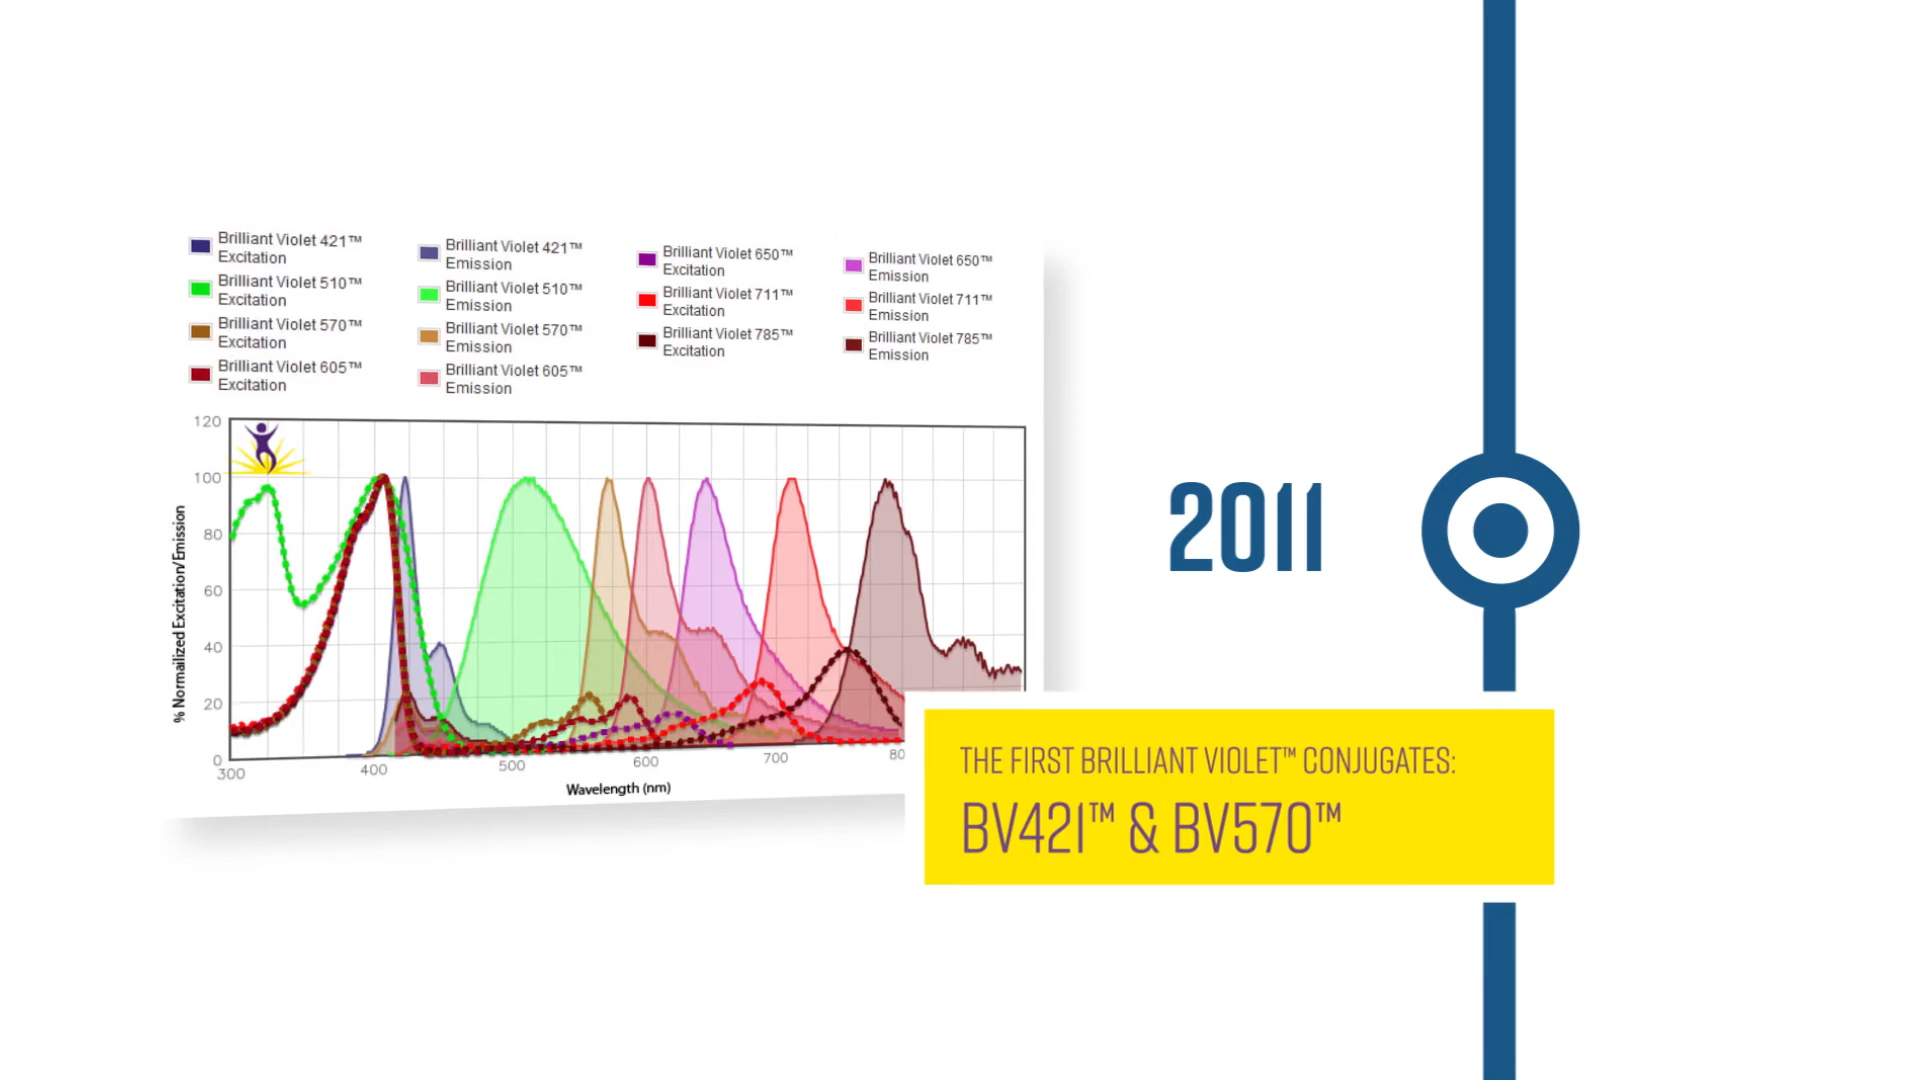 Brilliant Violet 421™
Excitation
Brilliant Violet 510™
Excitation
Brilliant Violet 570™
Excitation
Brilliant Violet 605™
Excitation
Brilliant Violet 421™
Emission
Brilliant Violet 510™
Emission
Brilliant Violet 570™
Emission
Brilliant Violet 605™
Emission
Brilliant Violet 650™
Excitation
Brilliant Violet 711™
Excitation
Brilliant Violet 785™
Excitation
Brilliant Violet 650™
Emission
Brilliant Violet 711™
Emission
Brilliant Violet 785™
Emission
% Normailized Excitation/Emission
120
100
80
60
40
20
0
300 400 500 600 700 80
Wavelength (nm)
2011
THE FIRST BRILLIANT VIOLET™ CONJUGATES:
BV421™ & BV570™